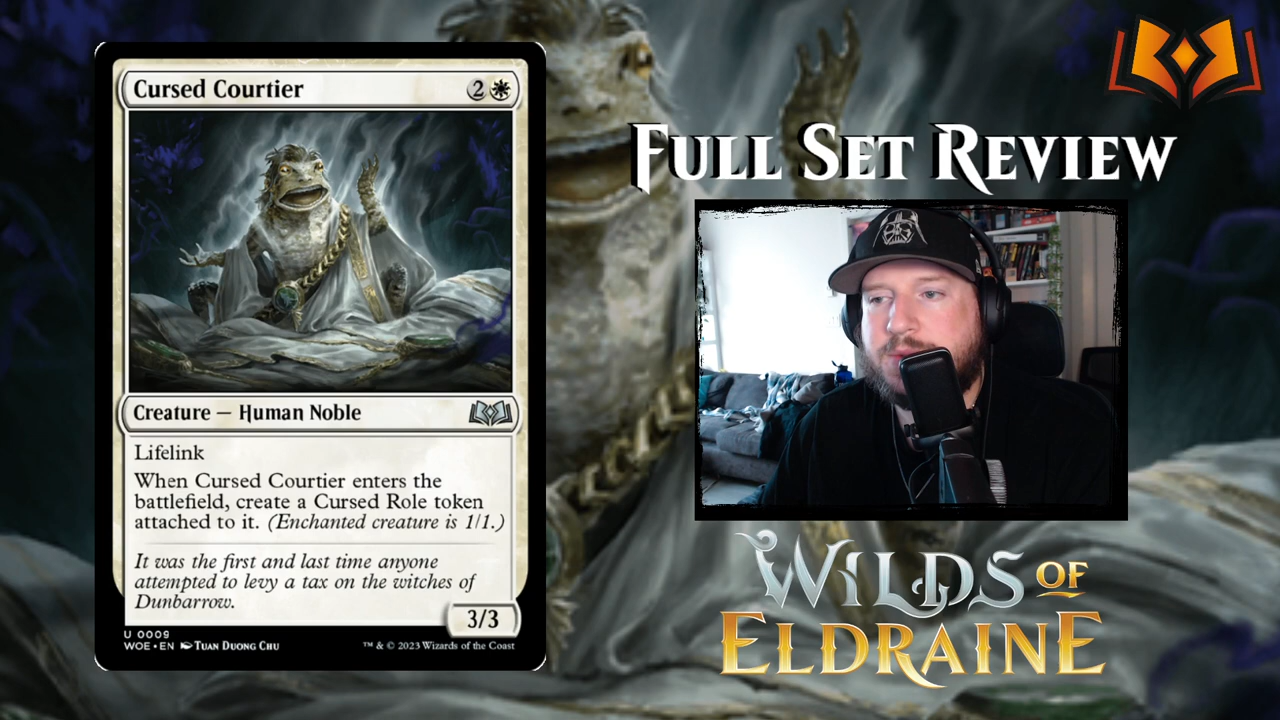 Cursed Courtier 2
Creature — Human Noble
Lifelink
When Cursed Courtier enters the
battlefield, create a Cursed Role token
attached to it. (Enchanted creature is 1/1.)
It was the first and last time anyone
attempted to levy a tax on the witches of
Dunbarrow.
3/3
U 0009
WOE • EN Tuan Duong Chu
™ & © 2023 Wizards of the Coast
Full Set Review
Wilds of
Eldraine